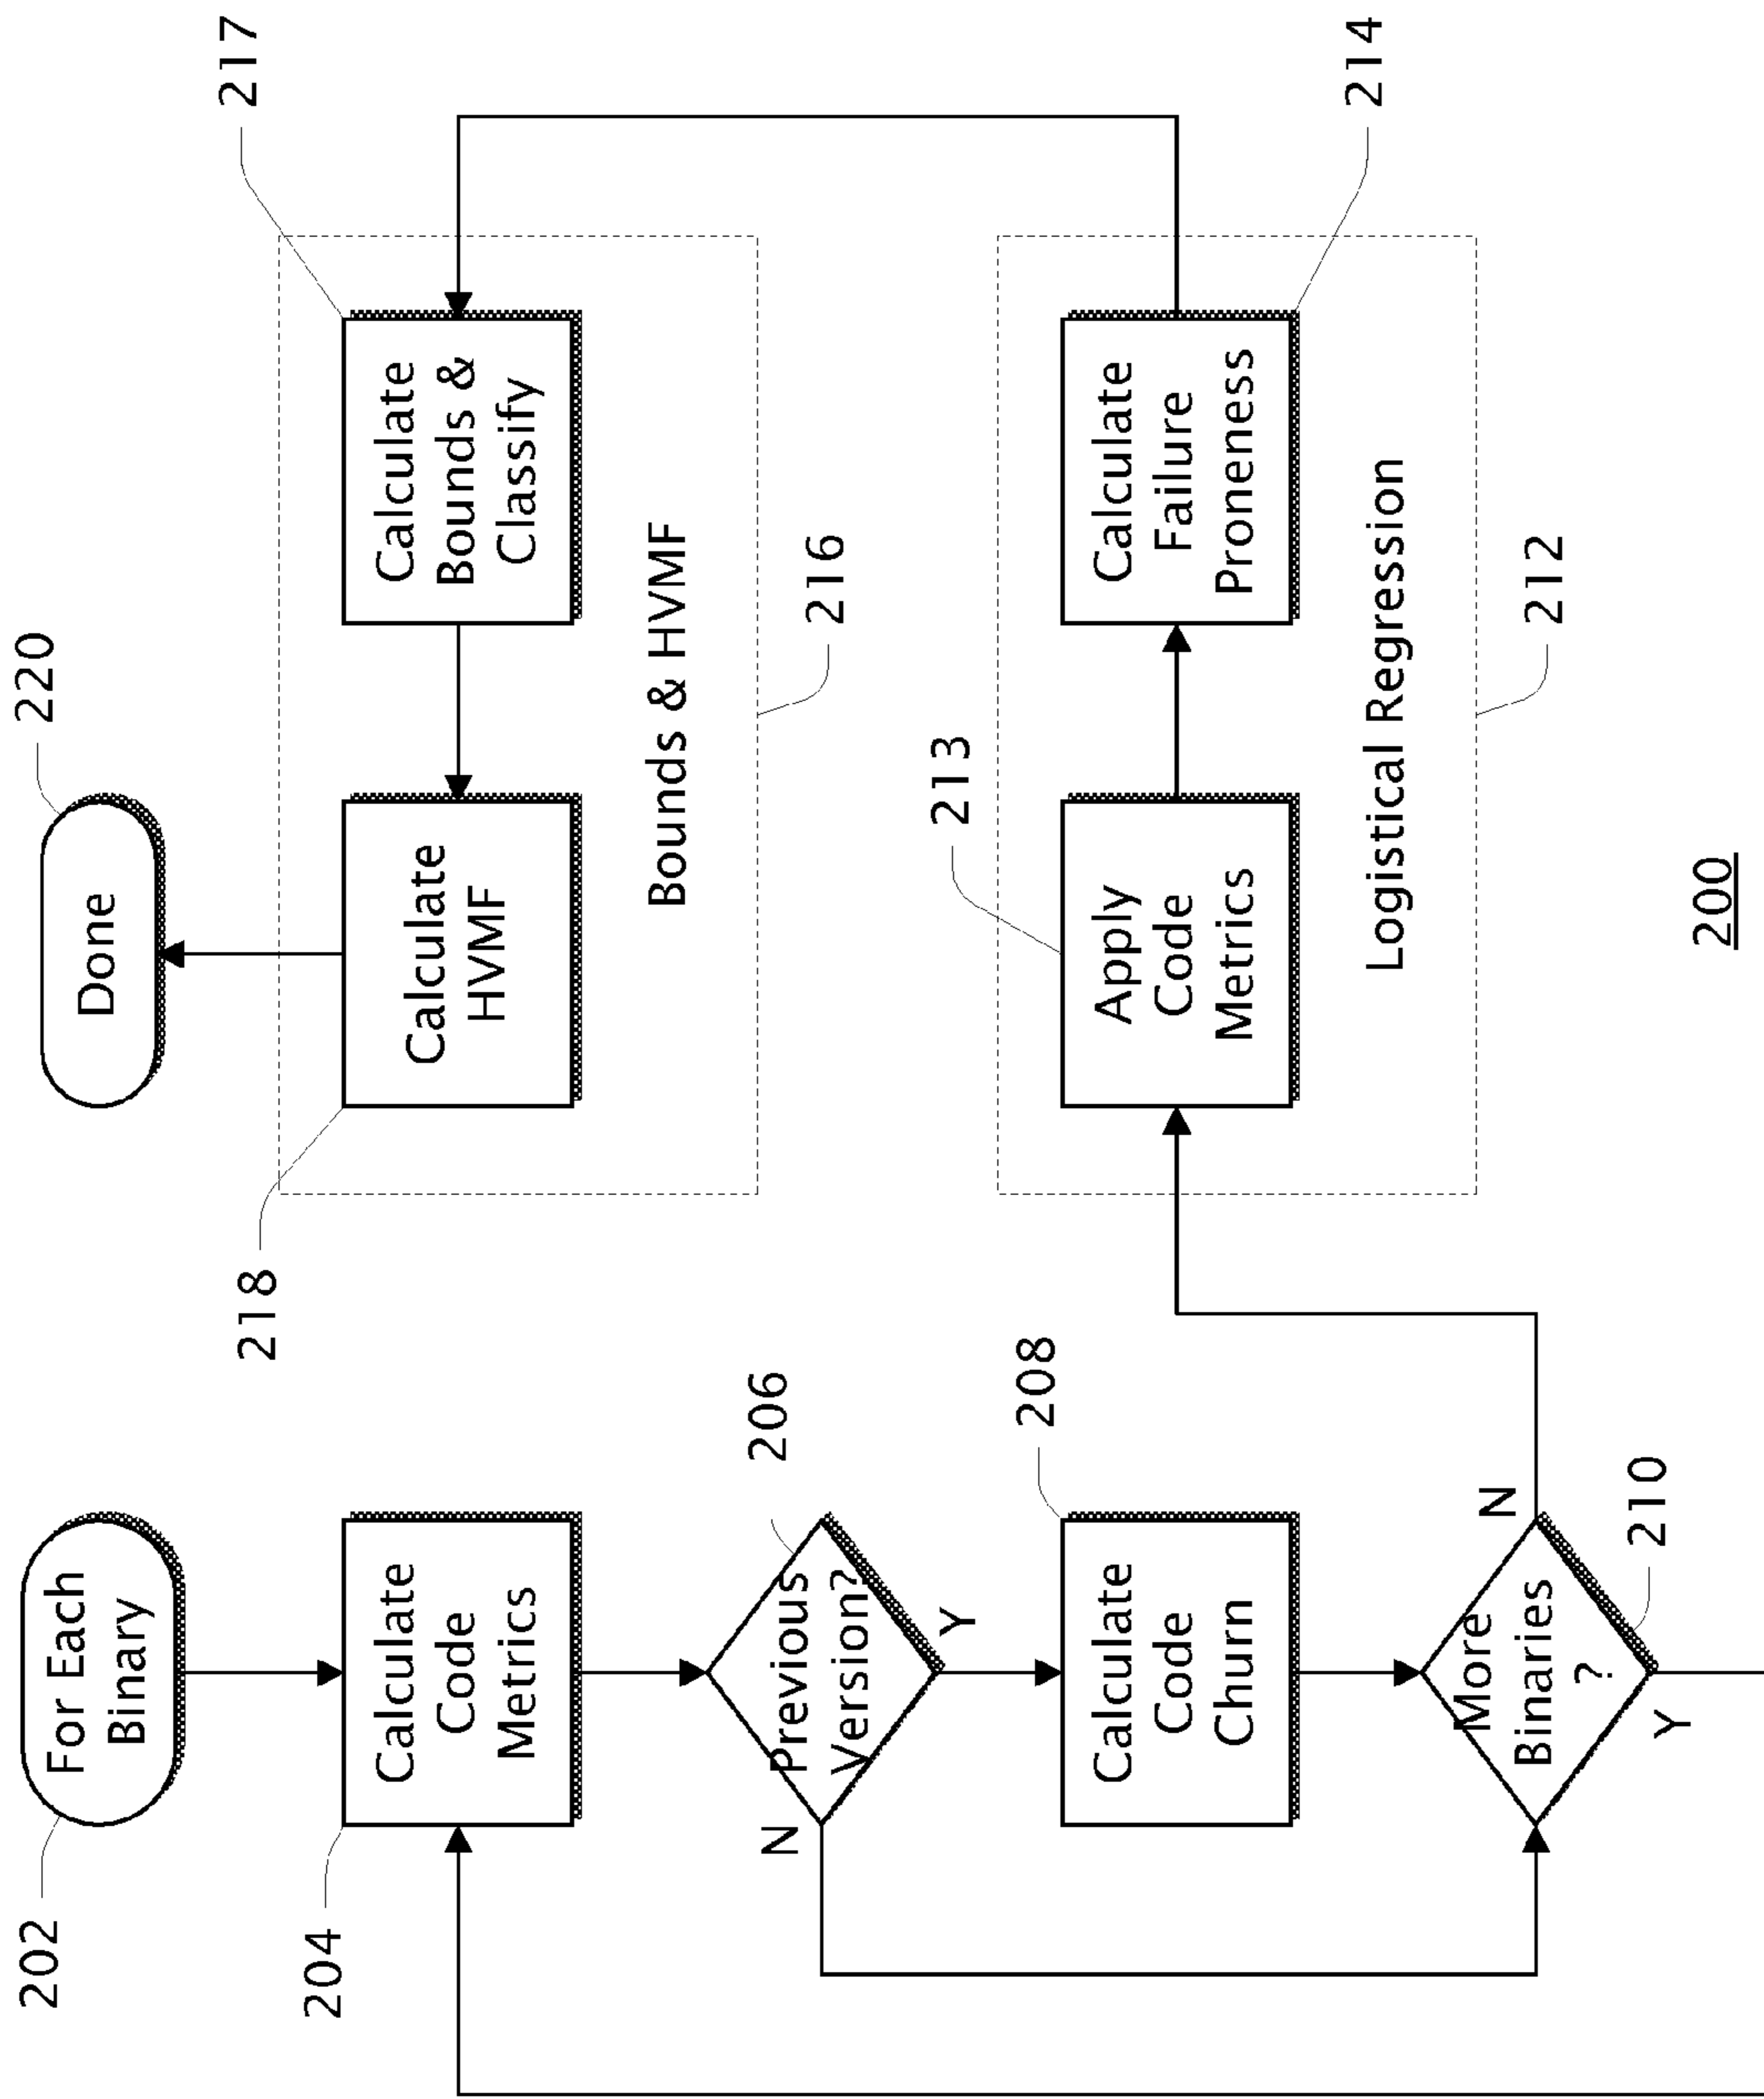 202
For Each
Binary
204
Calculate
Code
Metrics
206
Previous
Version?
N
Y
208
Calculate
Code
Churn
More
Binaries
?
N
Y
210
213
Apply
Code
Metrics
Calculate
Failure
Proneness
214
Logistical Regression
212
217
Calculate
Bounds &
Classify
218
Calculate
HVMF
Bounds & HVMF
216
220
Done
200